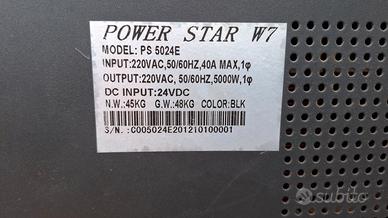 POWER STAR W7
MODEL: PS 5024E
INPUT:220VAC,50/60HZ,40A MAX,1φ
OUTPUT:220VAC, 50/60HZ,5000W,1φ
DC INPUT:24VDC
N.W.:45KG G.W.:48KG COLOR:BLK
S/N.:C005024E201210100001
subito